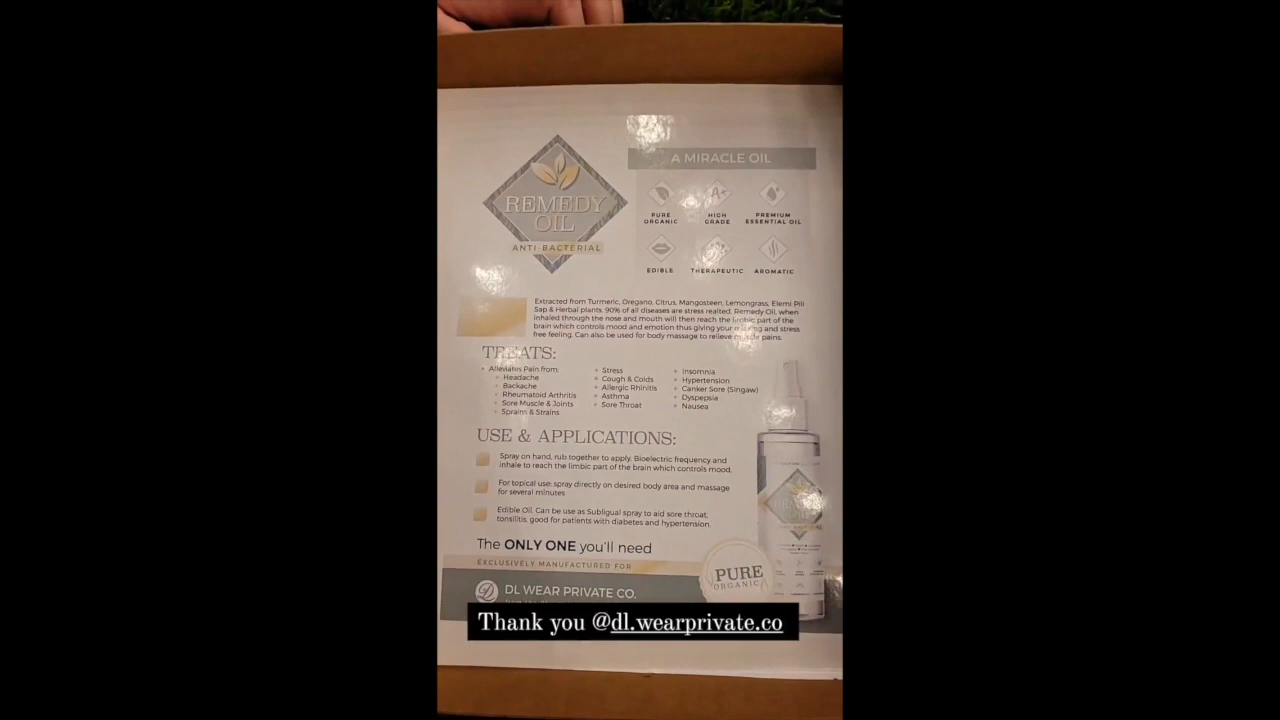 A MIRACLE OIL
REMEDY
OIL
ANTI-BACTERIAL
PURE
ORGANIC
A+
HIGH
GRADE
PREMIUM
ESSENTIAL OIL
EDIBLE
THERAPEUTIC
AROMATIC
Extracted from Turmeric, Oregano, Citrus, Mangosteen, Lemongrass, Elemi Pili
Sap & Herbal plants. 90% of all diseases are stress realted. Remedy Oil, when
inhaled through the nose and mouth will then reach the limbic part of the
brain which controls mood and emotion thus giving your relaxing and stress
free feeling. Can also be used for body massage to relieve muscle pains.
TREATS:
Alleviates Pain from:
Headache
Backache
Rheumatoid Arthritis
Sore Muscle & Joints
Sprains & Strains
Stress
Cough & Colds
Allergic Rhinitis
Asthma
Sore Throat
Insomnia
Hypertension
Canker Sore (Singaw)
Dyspepsia
Nausea
USE & APPLICATIONS:
Spray on hand, rub together to apply. Bioelectric frequency and
inhale to reach the limbic part of the brain which controls mood.
For topical use: spray directly on desired body area and massage
for several minutes
Edible Oil. Can be use as Subligual spray to aid sore throat,
tonsilitis, good for patients with diabetes and hypertension.
The ONLY ONE you'll need
EXCLUSIVELY MANUFACTURED FOR
DL WEAR PRIVATE CO.
PURE
ORGANIC
Thank you @dl.wearprivate.co